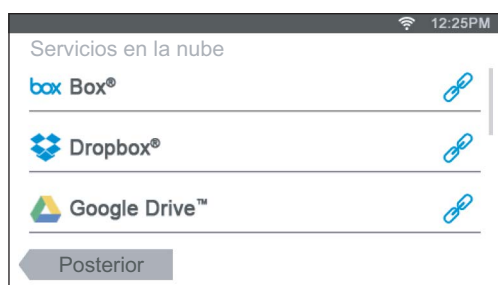 12:25PM
Servicios en la nube
box Box®
Dropbox®
Google Drive™
Posterior